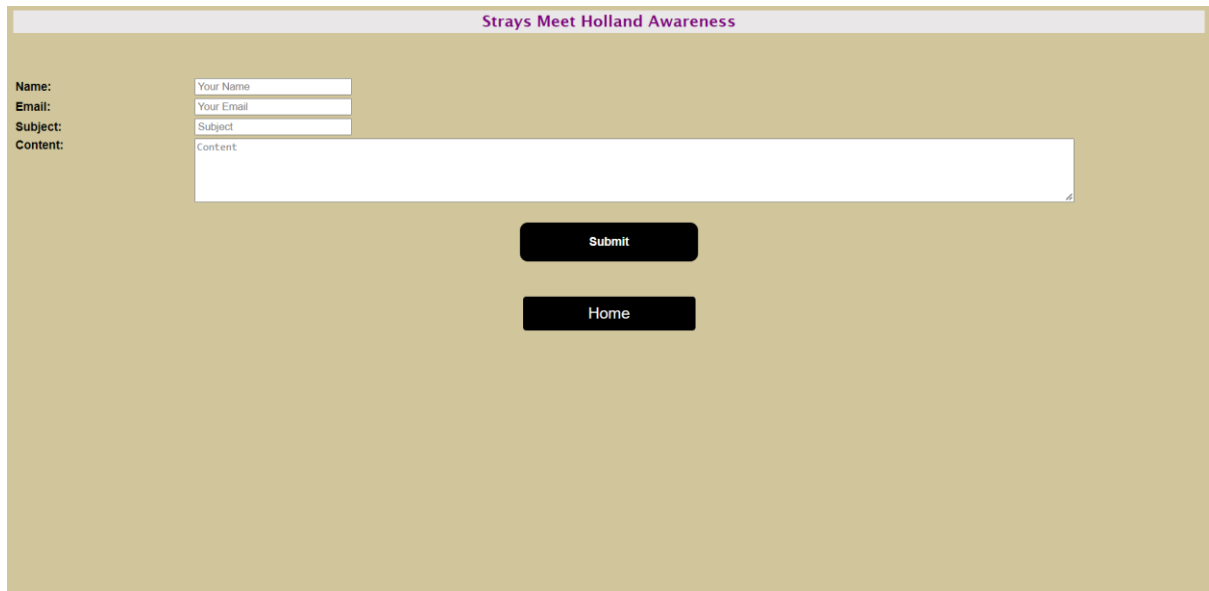 Strays Meet Holland Awareness
Name: Your Name
Email: Your Email
Subject: Subject
Content: Content
Submit
Home